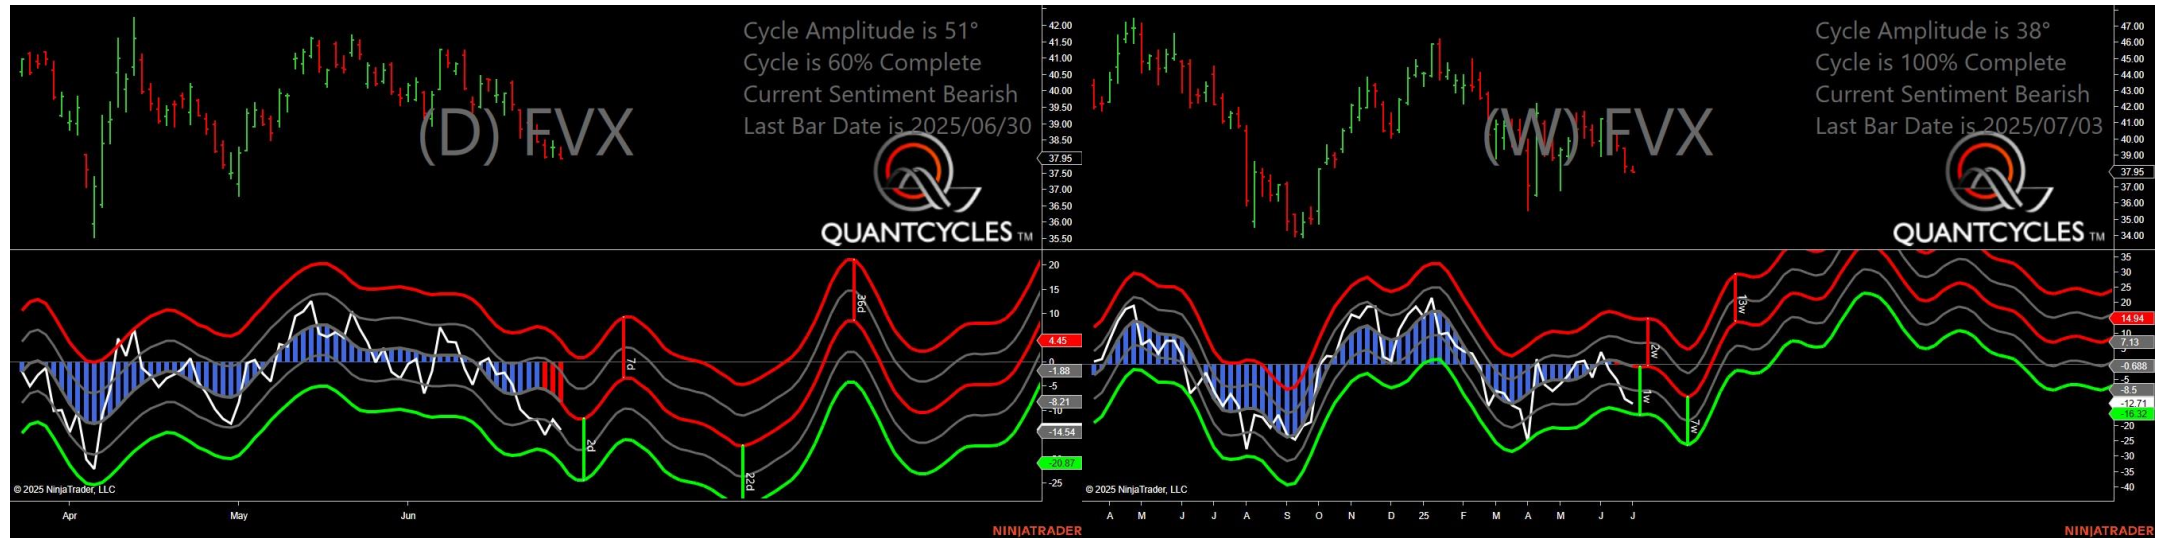 Cycle Amplitude is 51°
Cycle is 60% Complete
Current Sentiment Bearish
Last Bar Date is 2025/06/30
(D) FVX
QUANTCYCLES TM
42.00
41.50
41.00
40.50
40.00
39.50
39.00
38.50
37.95
37.50
37.00
36.50
36.00
35.50
20
15
10
4.45
0
-1.88
-5
-8.21
-10
-14.54
-20.87
-25
7d
36d
2d
22d
© 2025 NinjaTrader, LLC
Apr May Jun
NINJATRADER
Cycle Amplitude is 38°
Cycle is 100% Complete
Current Sentiment Bearish
Last Bar Date is 2025/07/03
(W) FVX
QUANTCYCLES TM
47.00
46.00
45.00
44.00
43.00
42.00
41.00
40.00
39.00
37.95
37.00
36.00
35.00
34.00
35
30
25
20
14.94
10
7.13
-0.688
-5
-8.5
-12.71
-16.32
-20
-25
-30
-35
-40
13w
2w
1w
7w
© 2025 NinjaTrader, LLC
A M J J A S O N D 25 F M A M J J
NINJATRADER